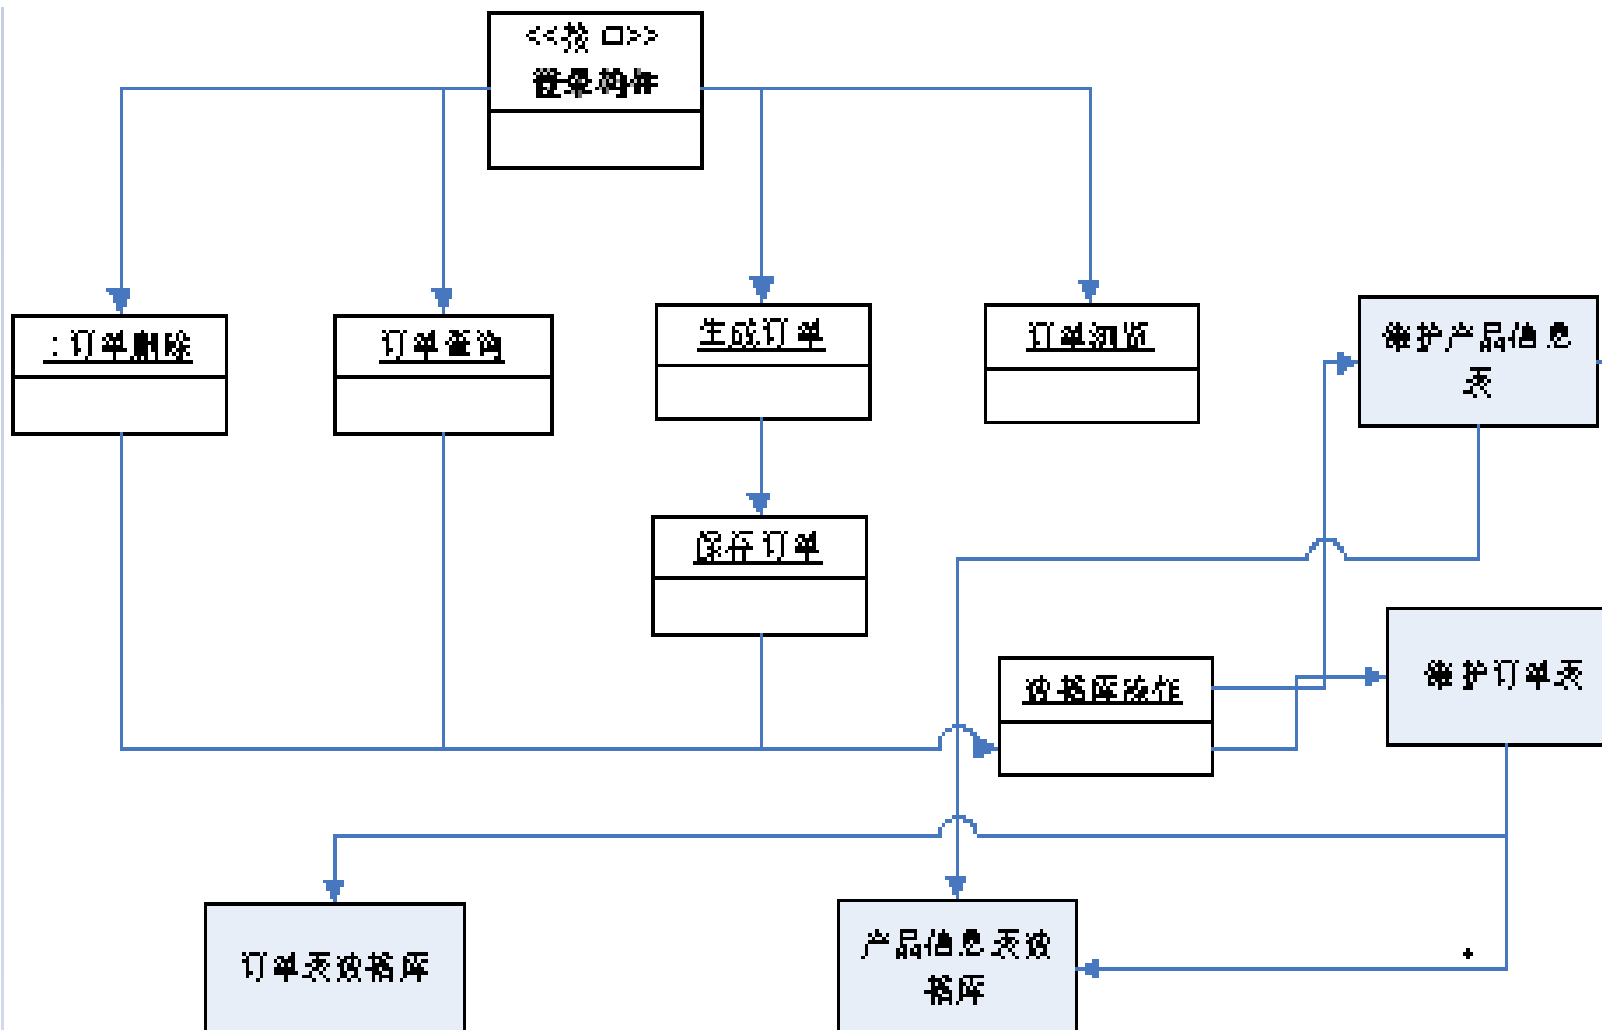 <<接口>>
登录构件
:订单删除
订单查询
生成订单
订单浏览
维护产品信息
表
保存订单
数据库操作
维护订单表
订单表数据库
产品信息表数
据库